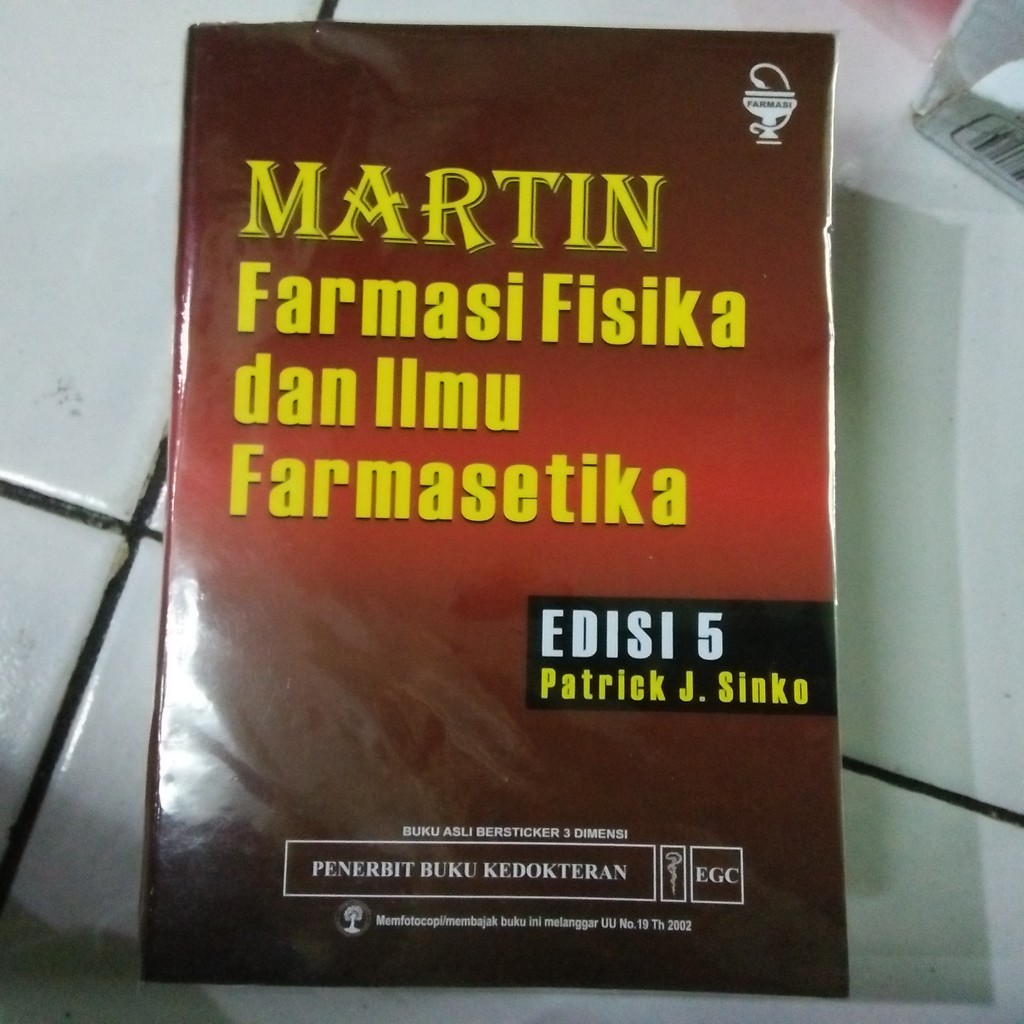 FARMASI
MARTIN
Farmasi Fisika
dan Ilmu
Farmasetika
EDISI 5
Patrick J. Sinko
BUKU ASLI BERSTICKER 3 DIMENSI
PENERBIT BUKU KEDOKTERAN EGC
Memfotocopi/membajak buku ini melanggar UU No.19 Th 2002